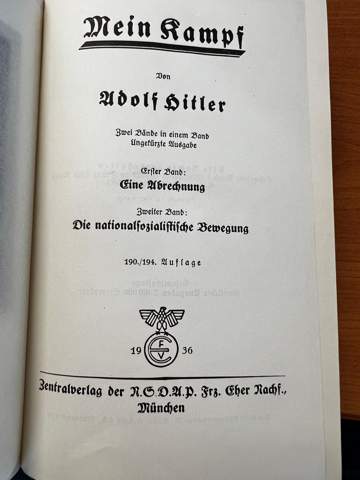 Mein Kampf
Von
Adolf Hitler
Zwei Bände in einem Band
Ungekürzte Ausgabe
Erster Band:
Eine Abrechnung
Zweiter Band:
Die nationalsozialistische Bewegung
190./194. Auflage
19 36
Zentralverlag der N.S.D.A.P. Frz. Eher Nachf.,
München